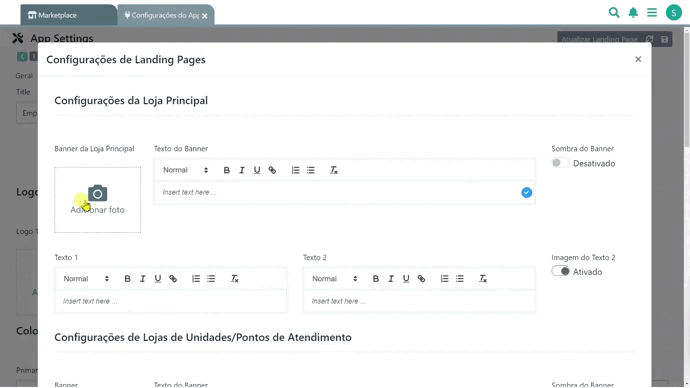 Marketplace
Configurações do Ap
S
App Settings
Atualizar Landing Page
Configurações de Landing Pages
Geral
Title
Emp
Configurações da Loja Principal
Banner da Loja Principal
Texto do Banner
Sombra do Banner
Normal
B I U
Desativado
Insert text here ...
Adicionar foto
Logo
Logo 1
Texto 1
Texto 2
Imagem do Texto 2
Normal
B I U
Normal
B I U
Ativado
Insert text here ...
Insert text here ...
A
Colo
Configurações de Lojas de Unidades/Pontos de Atendimento
Primar
Banner
Texto do Banner
Sombra do Banner